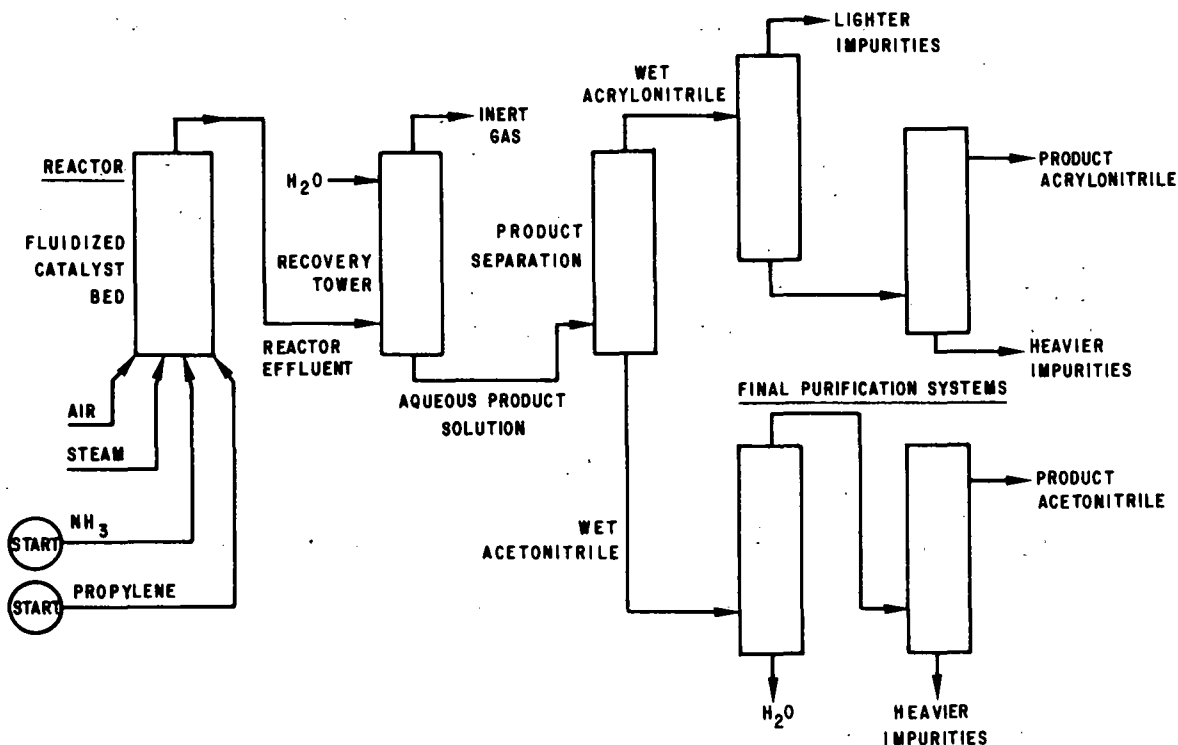 LIGHTER
IMPURITIES
WET
ACRYLONITRILE
INERT
GAS
REACTOR
H2O
PRODUCT
ACRYLONITRILE
FLUIDIZED
CATALYST
BED
RECOVERY
TOWER
PRODUCT
SEPARATION
REACTOR
EFFLUENT
HEAVIER
IMPURITIES
AQUEOUS PRODUCT
SOLUTION
FINAL PURIFICATION SYSTEMS
AIR
STEAM
PRODUCT
ACETONITRILE
START
NH3
WET
ACETONITRILE
START
PROPYLENE
H2O
HEAVIER
IMPURITIES